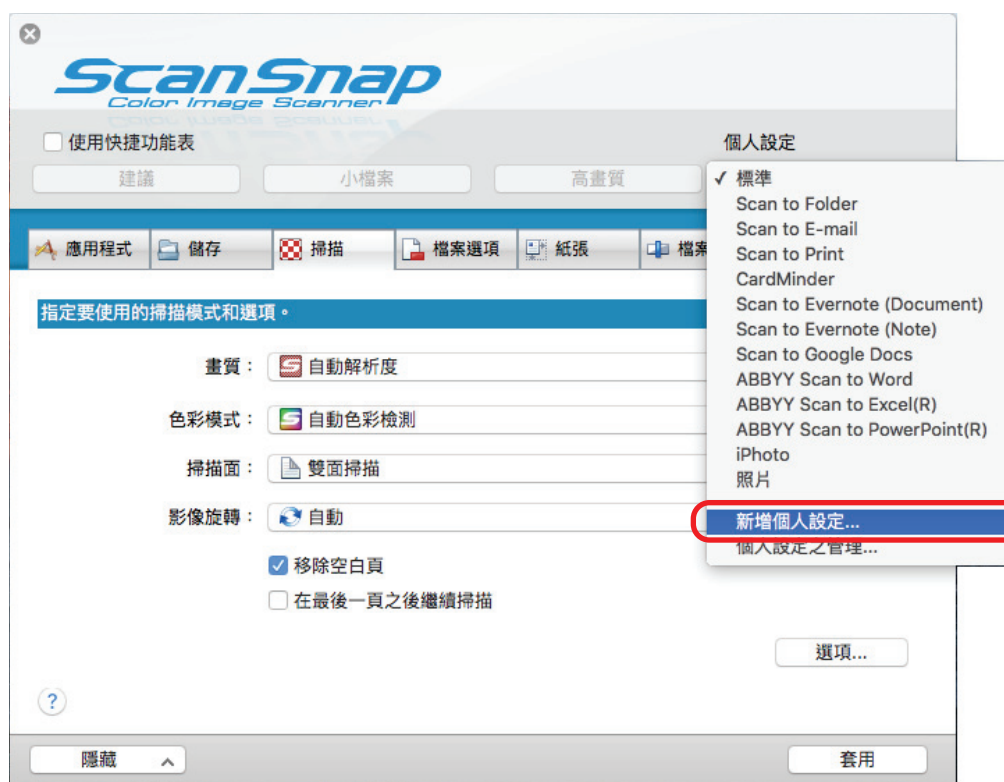 ScanSnap
Color Image Scanner
使用快捷功能表
個人設定
建議
小檔案
高畫質
✓ 標準
Scan to Folder
Scan to E-mail
Scan to Print
CardMinder
Scan to Evernote (Document)
Scan to Evernote (Note)
Scan to Google Docs
ABBYY Scan to Word
ABBYY Scan to Excel(R)
ABBYY Scan to PowerPoint(R)
iPhoto
照片
新增個人設定...
個人設定之管理...
應用程式
儲存
掃描
檔案選項
紙張
檔案
指定要使用的掃描模式和選項。
畫質：
自動解析度
色彩模式：
自動色彩檢測
掃描面：
雙面掃描
影像旋轉：
自動
移除空白頁
在最後一頁之後繼續掃描
選項...
?
隱藏
套用